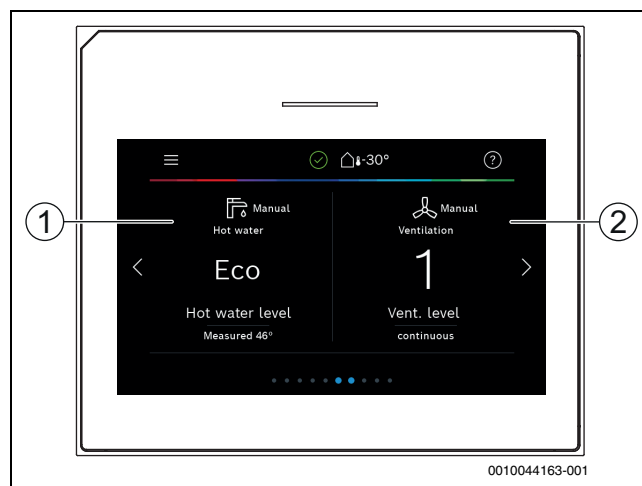 -30°
?
Manual
Hot water
Manual
Ventilation
1
2
Eco
1
Hot water level
Vent. level
Measured 46°
continuous
0010044163-001